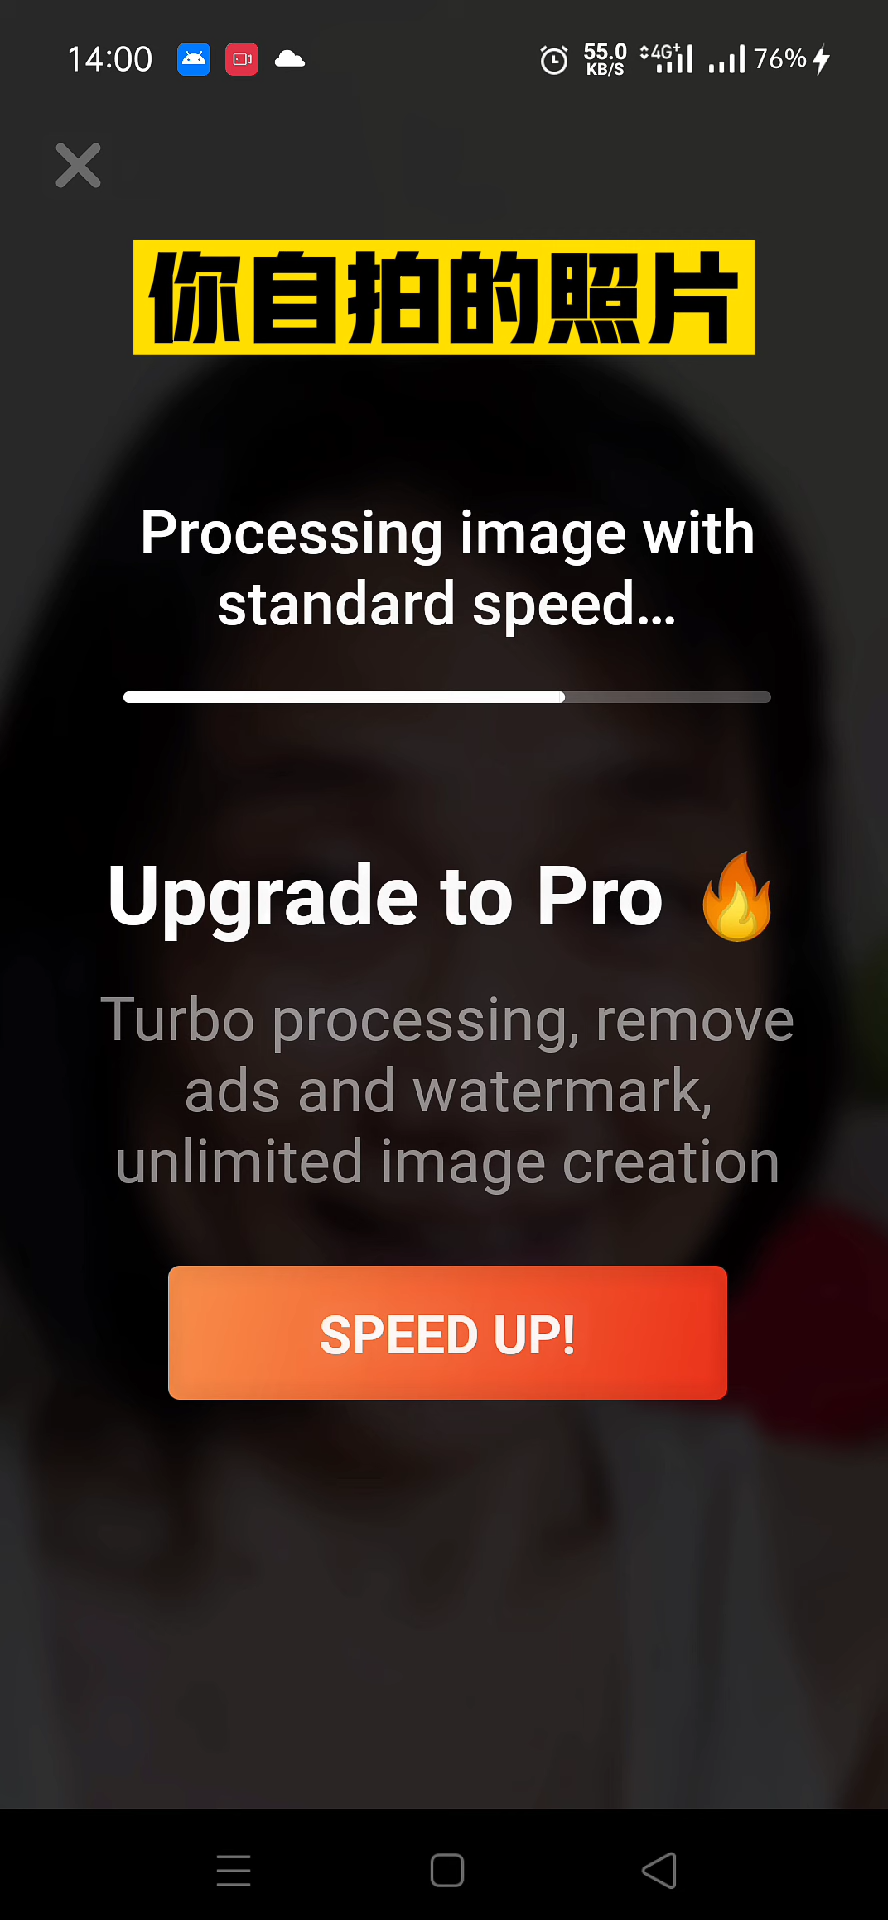 14:00
55.0
KB/S
4G+
76%
你自拍的照片
Processing image with
standard speed...
Upgrade to Pro 🔥
Turbo processing, remove
ads and watermark,
unlimited image creation
SPEED UP!